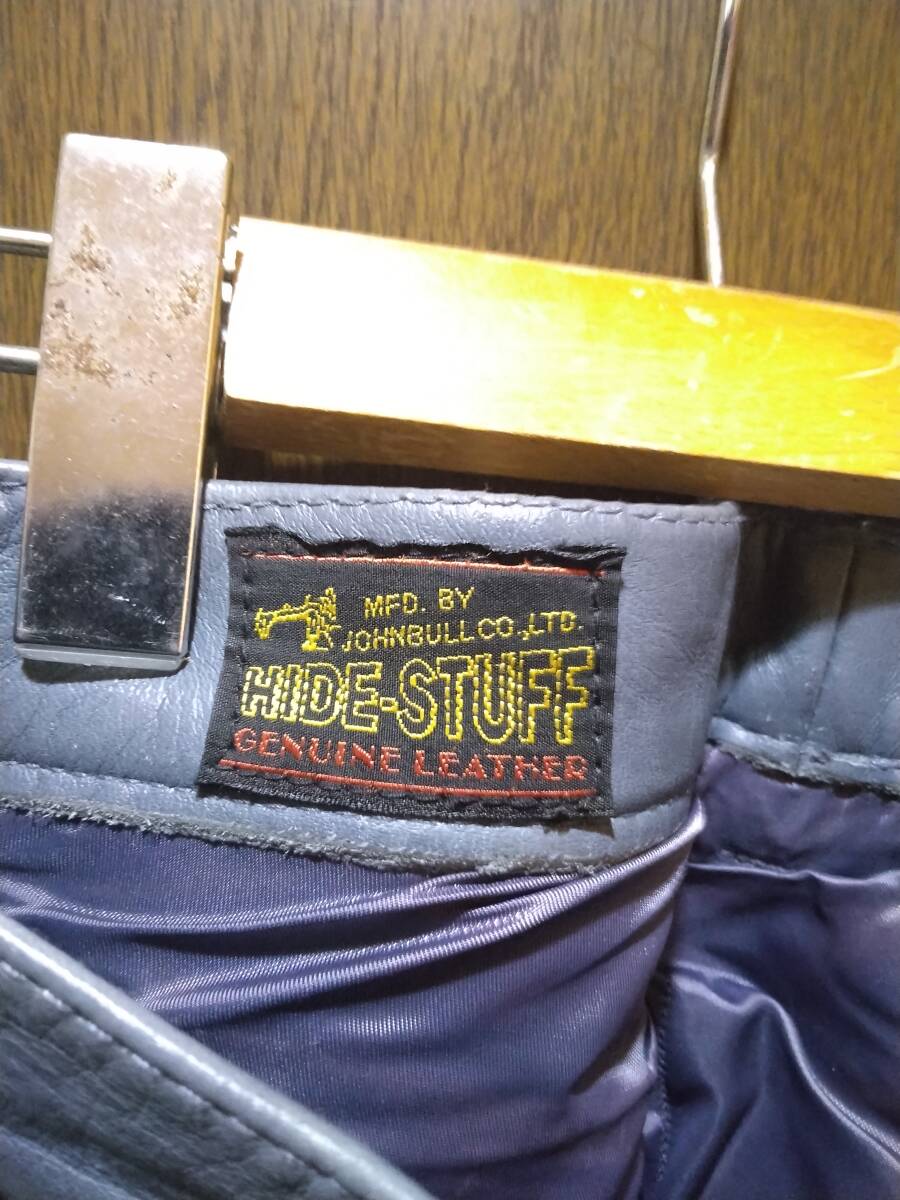 MFD. BY
JOHNBULL CO.,LTD.
HIDE-STUFF
GENUINE LEATHER